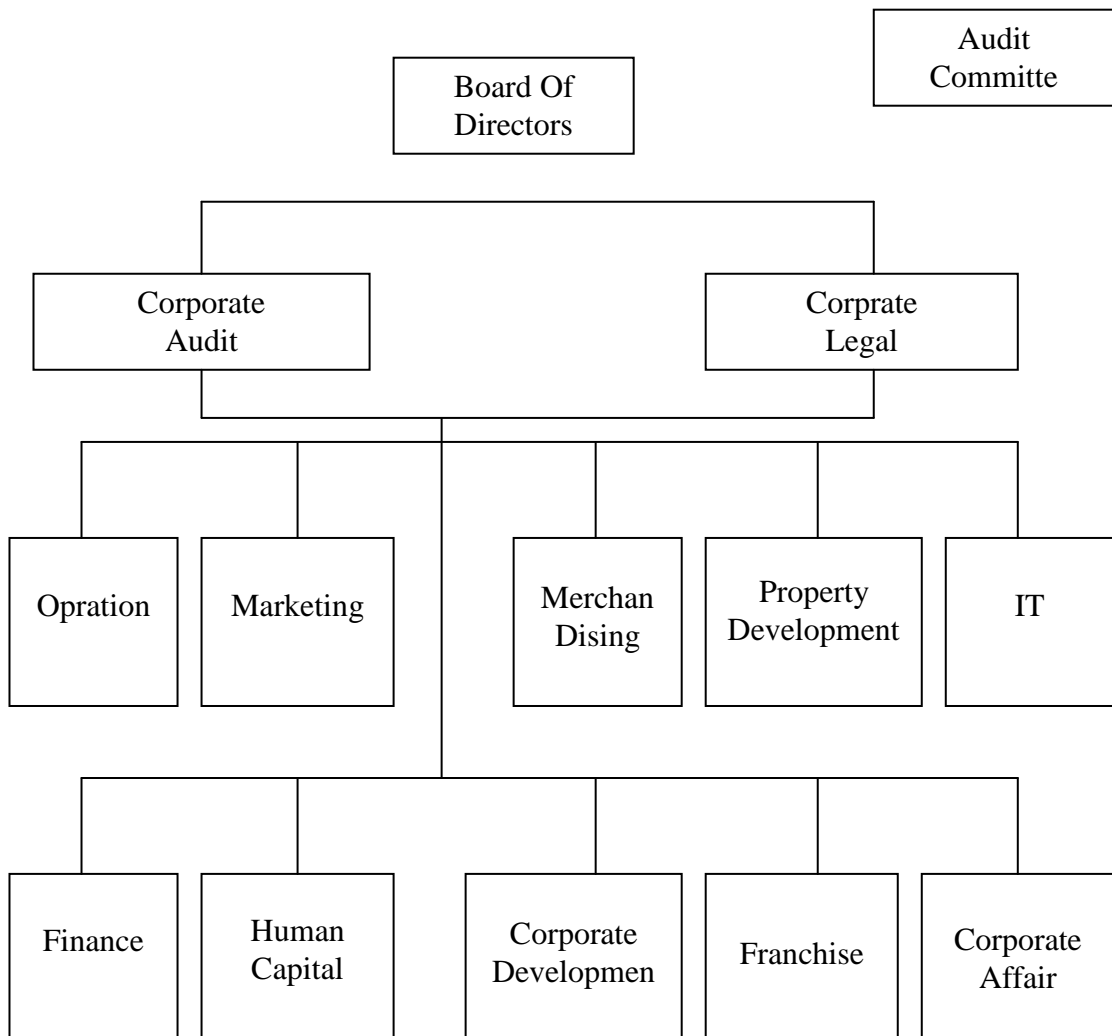 Audit
Committe
Board Of
Directors
Corporate
Audit
Corprate
Legal
Opration
Marketing
Merchan
Dising
Property
Development
IT
Finance
Human
Capital
Corporate
Developmen
Franchise
Corporate
Affair